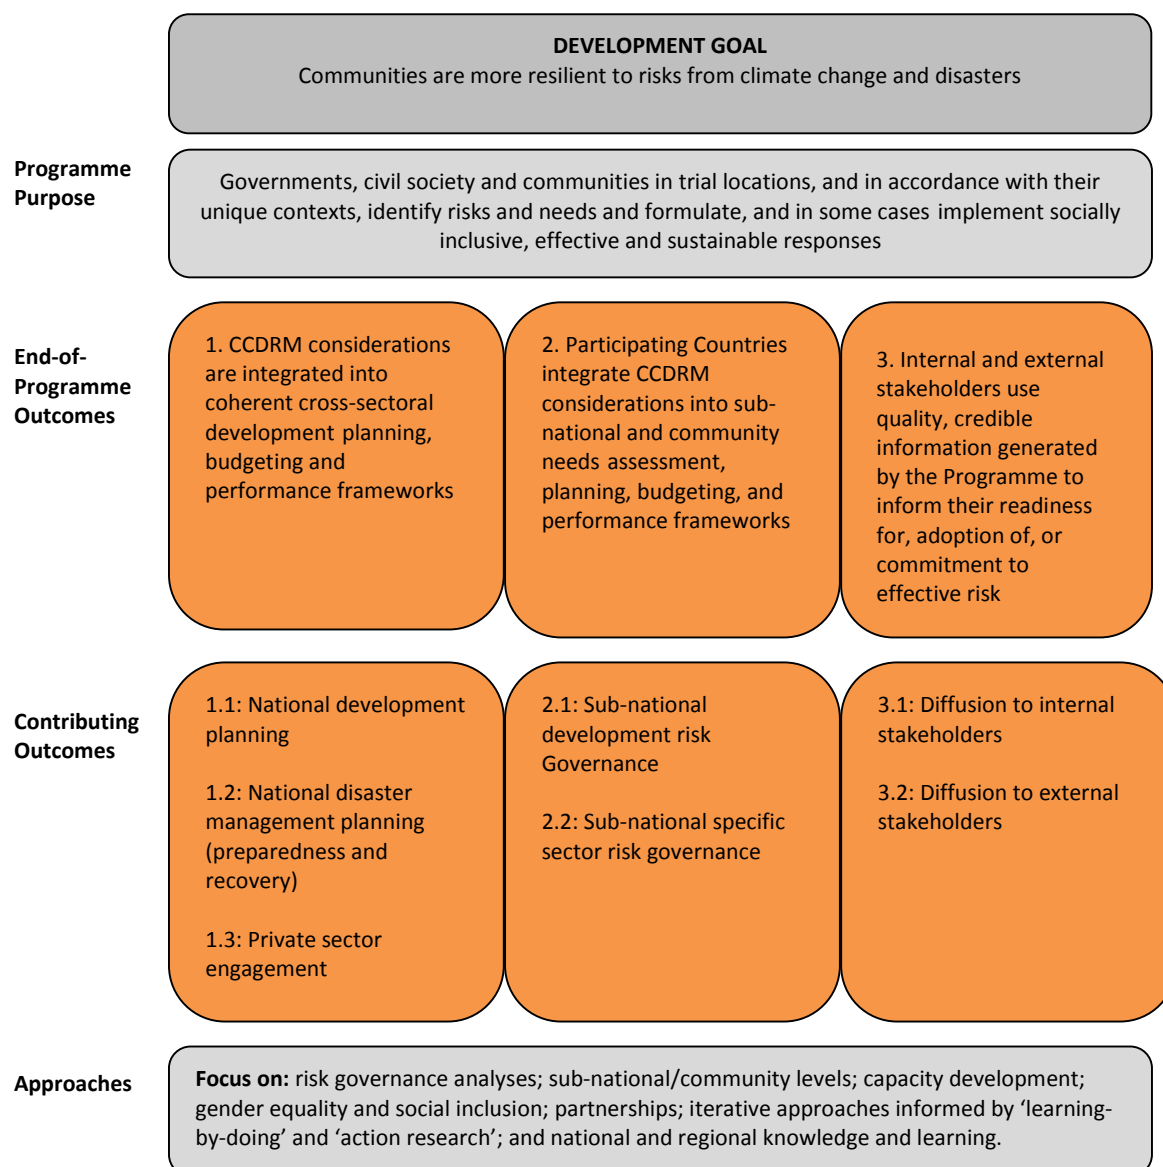 DEVELOPMENT GOAL
Communities are more resilient to risks from climate change and disasters
Programme
Purpose
Governments, civil society and communities in trial locations, and in accordance with their
unique contexts, identify risks and needs and formulate, and in some cases implement socially
inclusive, effective and sustainable responses
End-of-
Programme
Outcomes
1. CCDRM considerations
are integrated into
coherent cross-sectoral
development planning,
budgeting and
performance frameworks
2. Participating Countries
integrate CCDRM
considerations into sub-
national and community
needs assessment,
planning, budgeting, and
performance frameworks
3. Internal and external
stakeholders use
quality, credible
information generated
by the Programme to
inform their readiness
for, adoption of, or
commitment to
effective risk
Contributing
Outcomes
1.1: National development
planning
1.2: National disaster
management planning
(preparedness and
recovery)
1.3: Private sector
engagement
2.1: Sub-national
development risk
Governance
2.2: Sub-national specific
sector risk governance
3.1: Diffusion to internal
stakeholders
3.2: Diffusion to external
stakeholders
Approaches
Focus on: risk governance analyses; sub-national/community levels; capacity development;
gender equality and social inclusion; partnerships; iterative approaches informed by ‘learning-
by-doing’ and ‘action research’; and national and regional knowledge and learning.